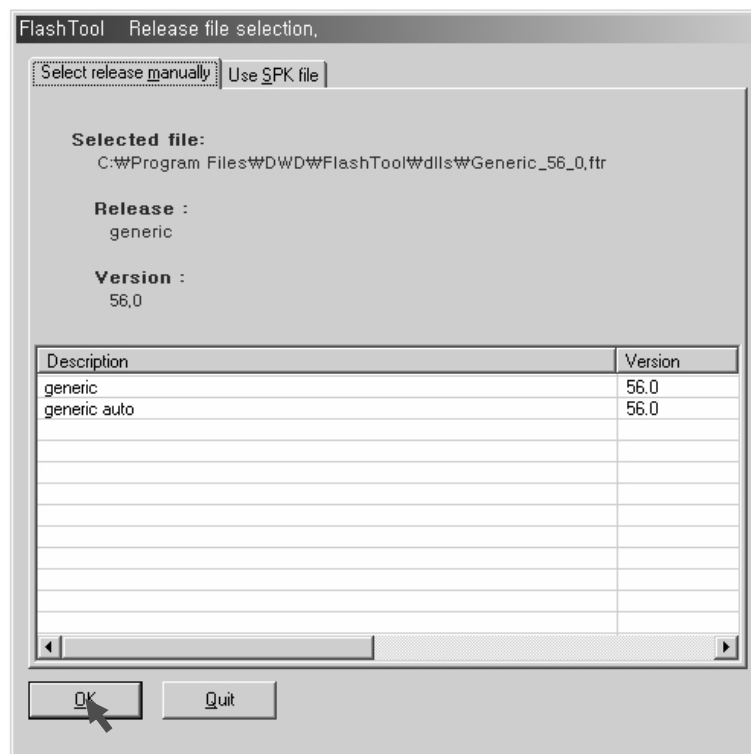 FlashTool Release file selection,
Select release manually Use SPK file
Selected file:
C:₩Program Files₩DWD₩FlashTool₩dlls₩Generic_56_0,ftr
Release :
generic
Version :
56,0
Description Version
generic 56.0
generic auto 56.0
OK Quit